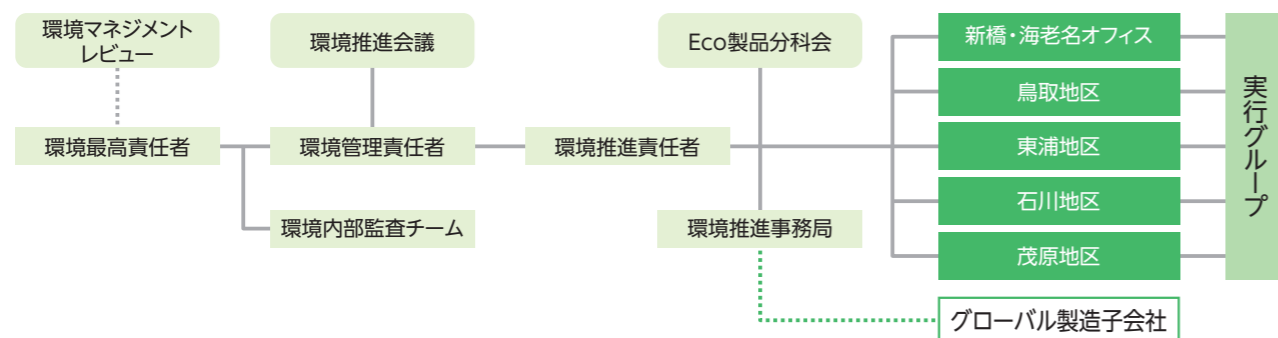 環境マネジメント
レビュー
環境推進会議
Eco製品分科会
環境最高責任者
環境管理責任者
環境推進責任者
環境内部監査チーム
環境推進事務局
新橋・海老名オフィス
鳥取地区
東浦地区
石川地区
茂原地区
グローバル製造子会社
実行グループ